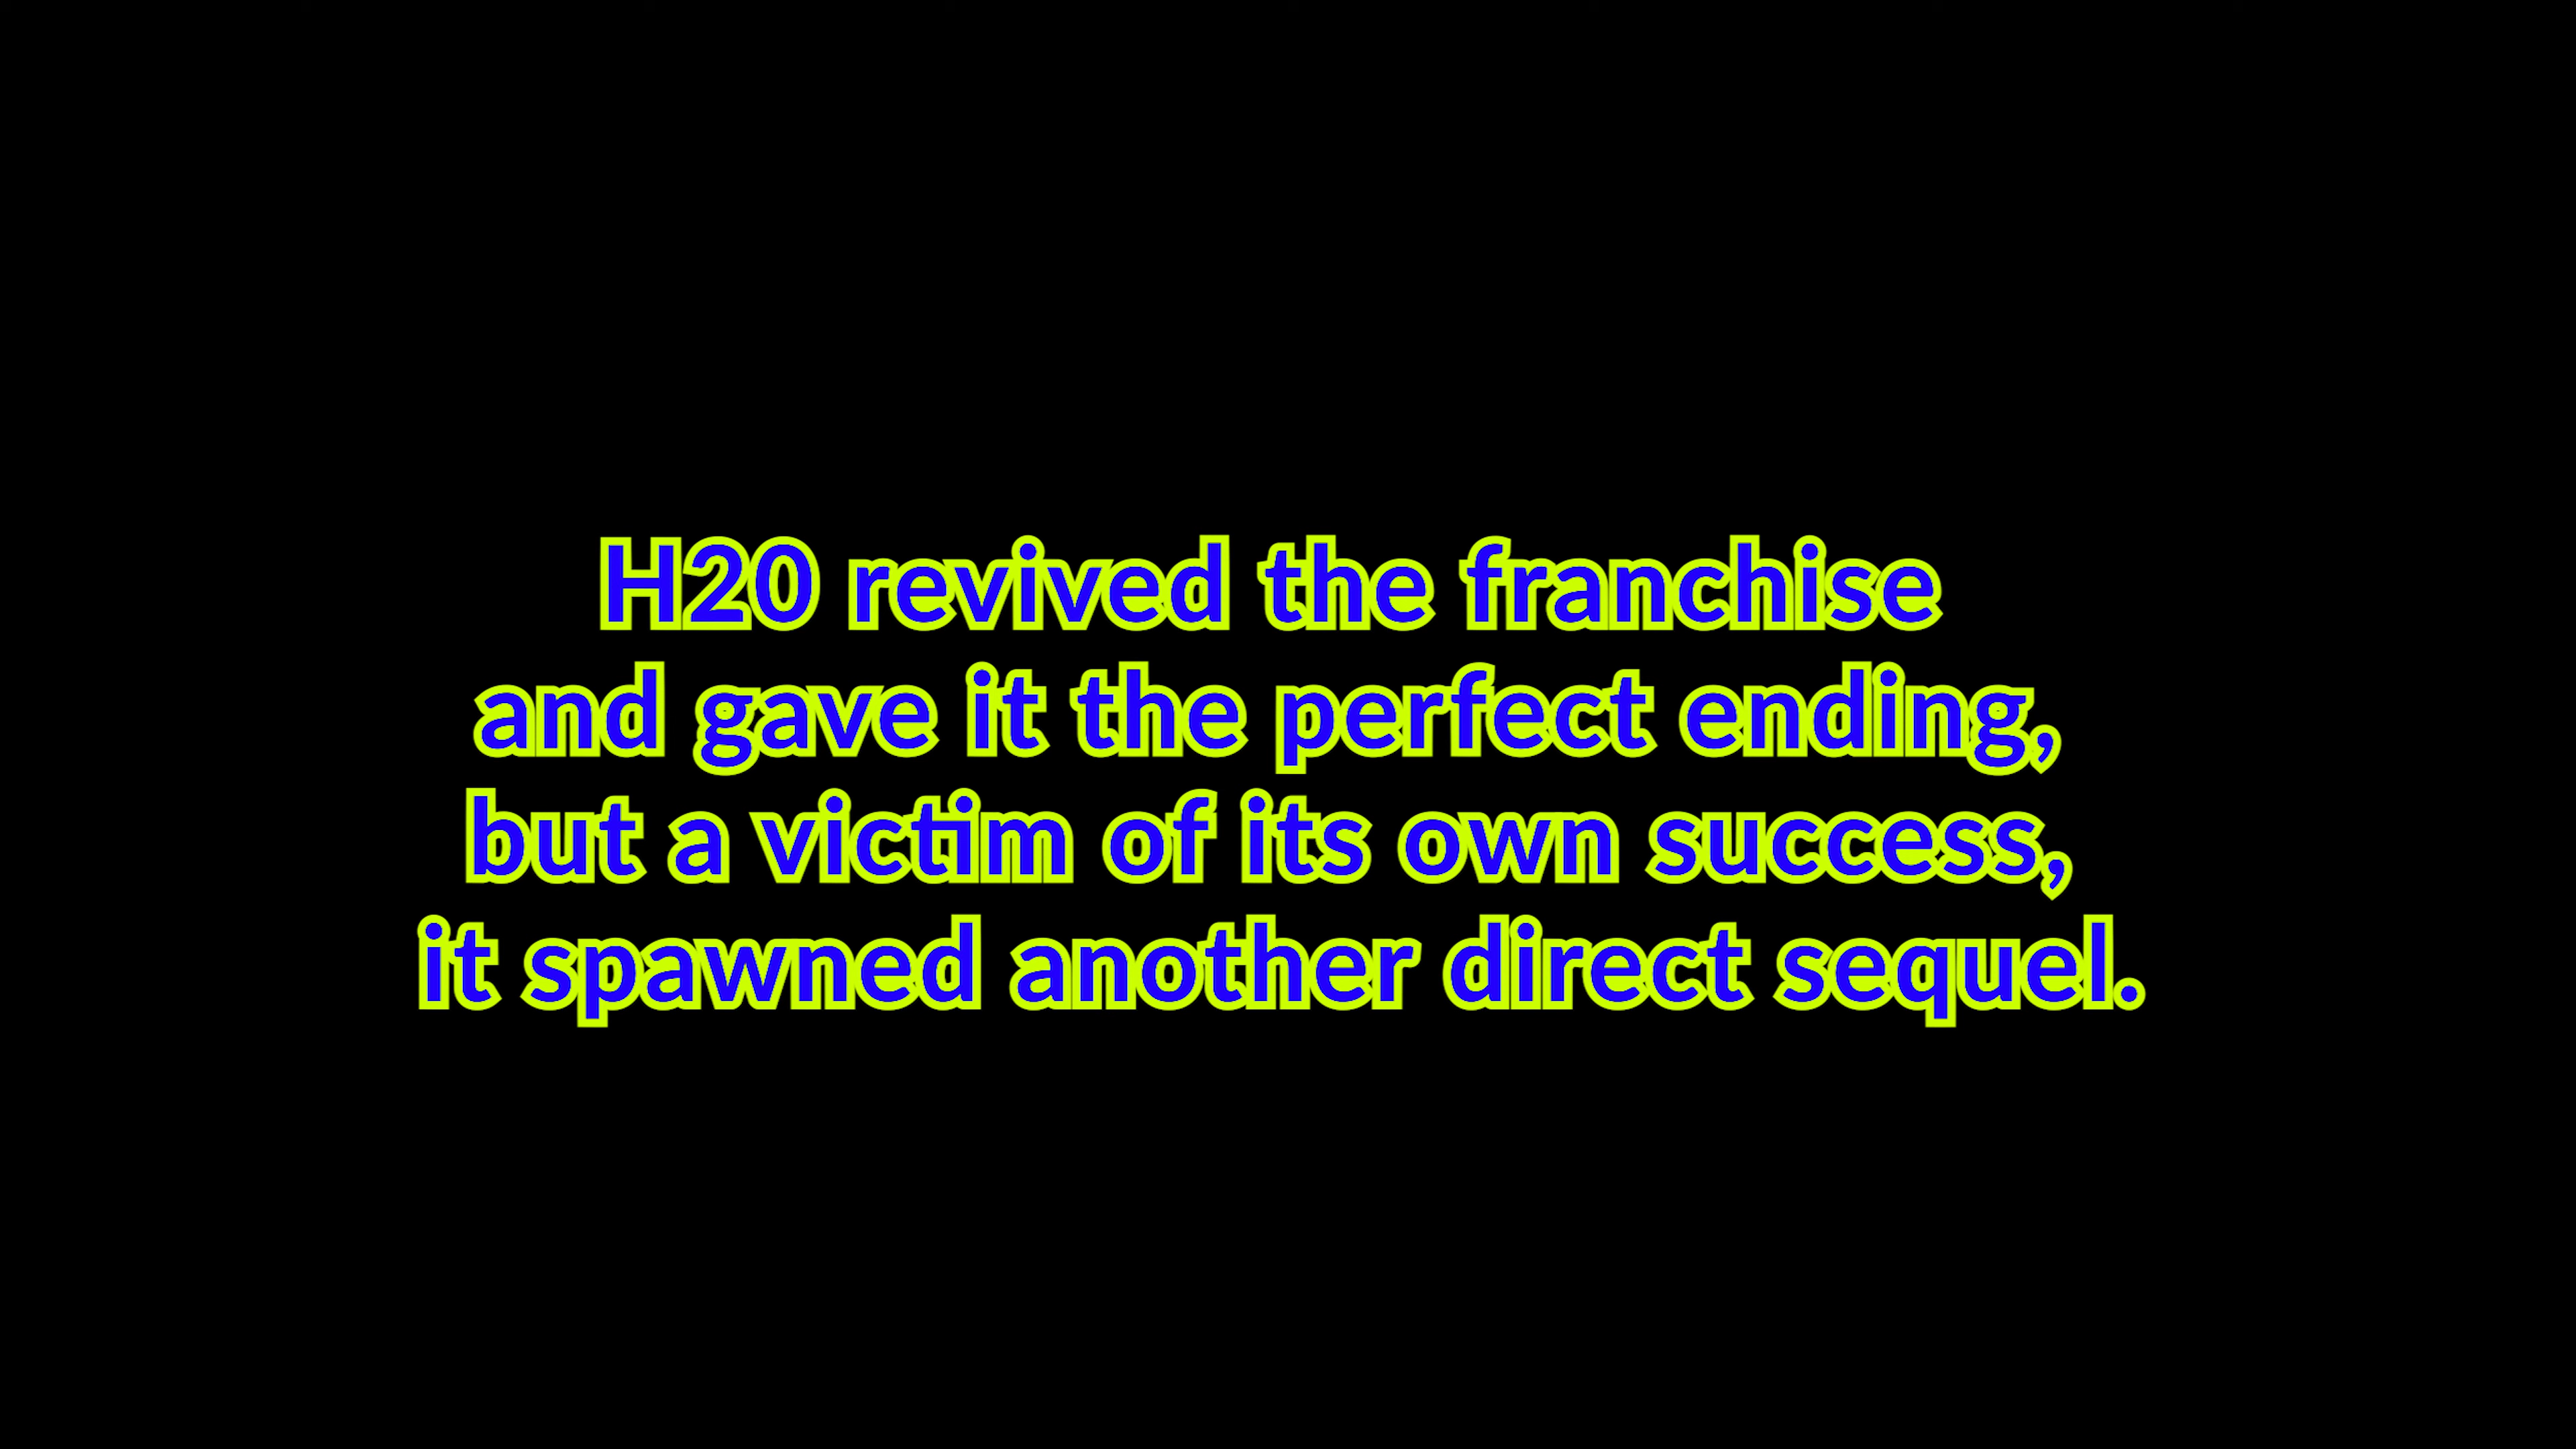 H20 revived the franchise
and gave it the perfect ending,
but a victim of its own success,
it spawned another direct sequel.